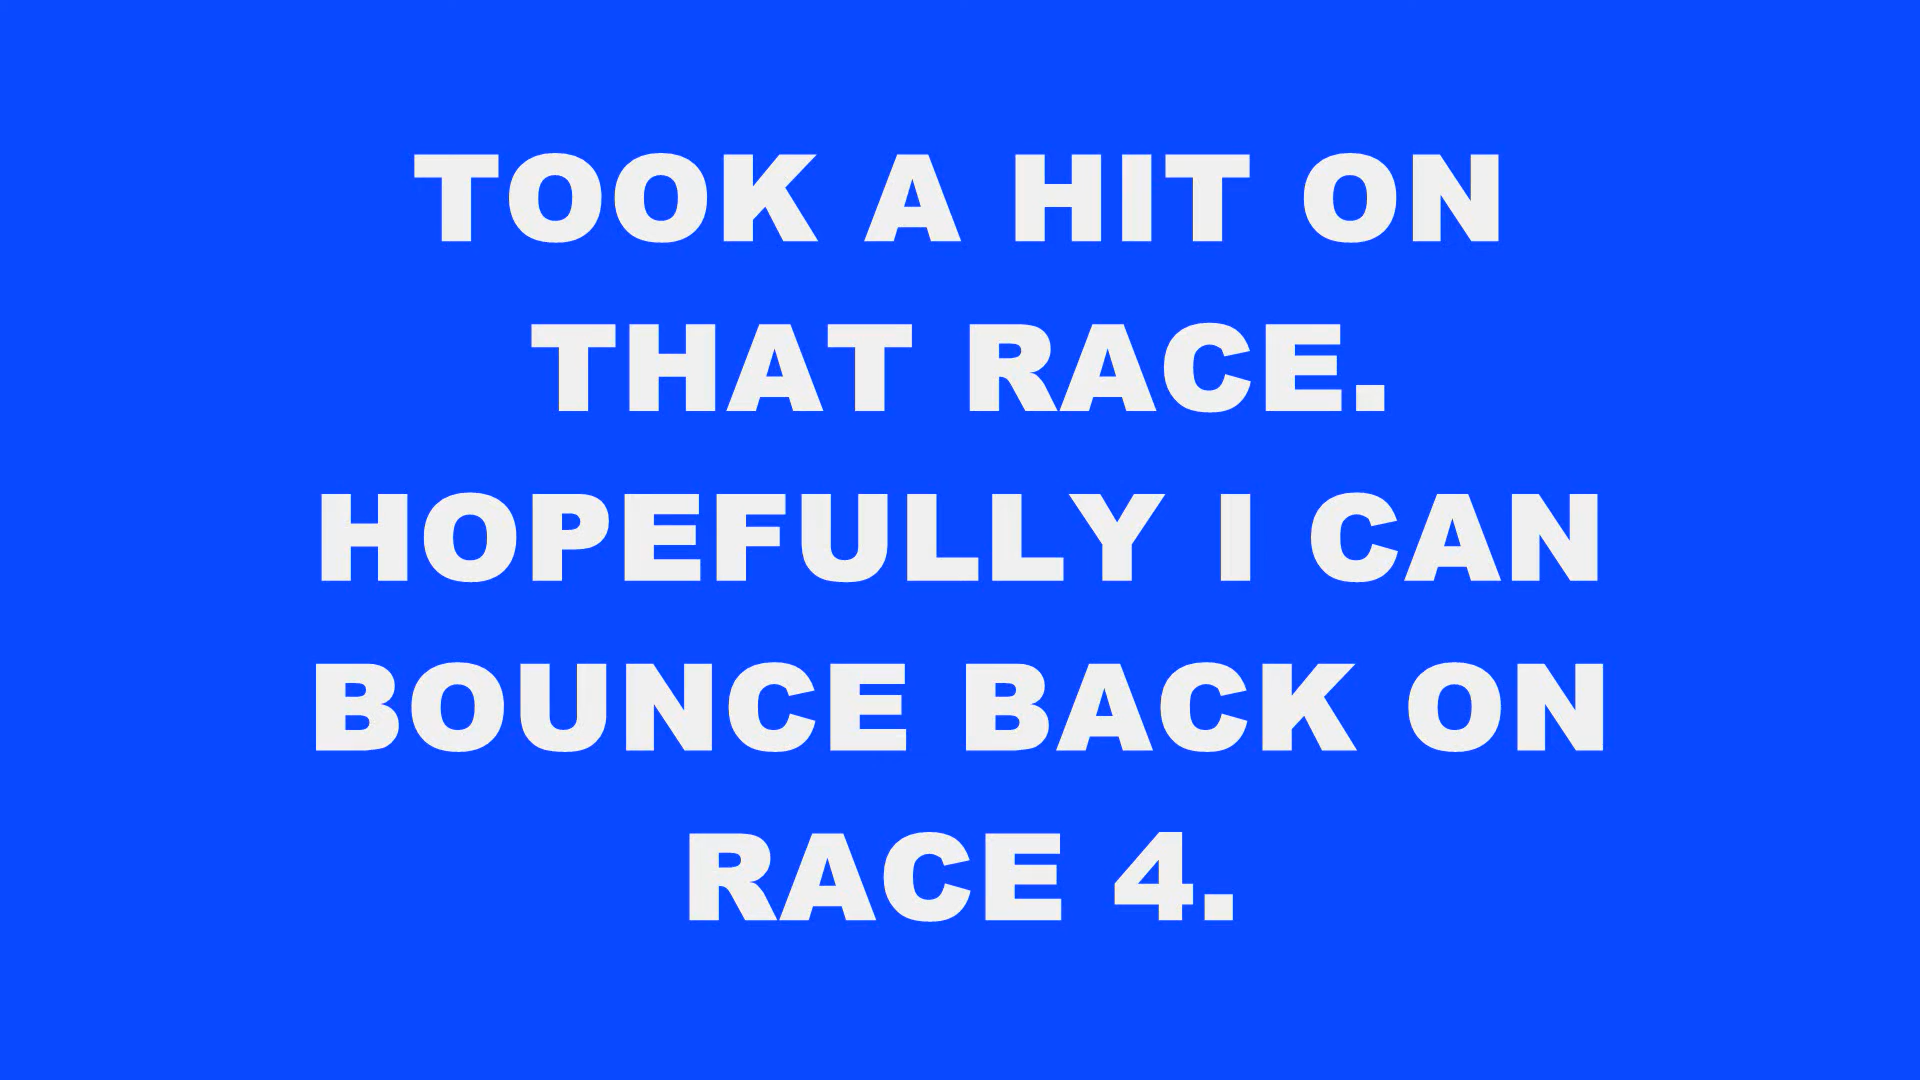 TOOK A HIT ON
THAT RACE.
HOPEFULLY I CAN
BOUNCE BACK ON
RACE 4.